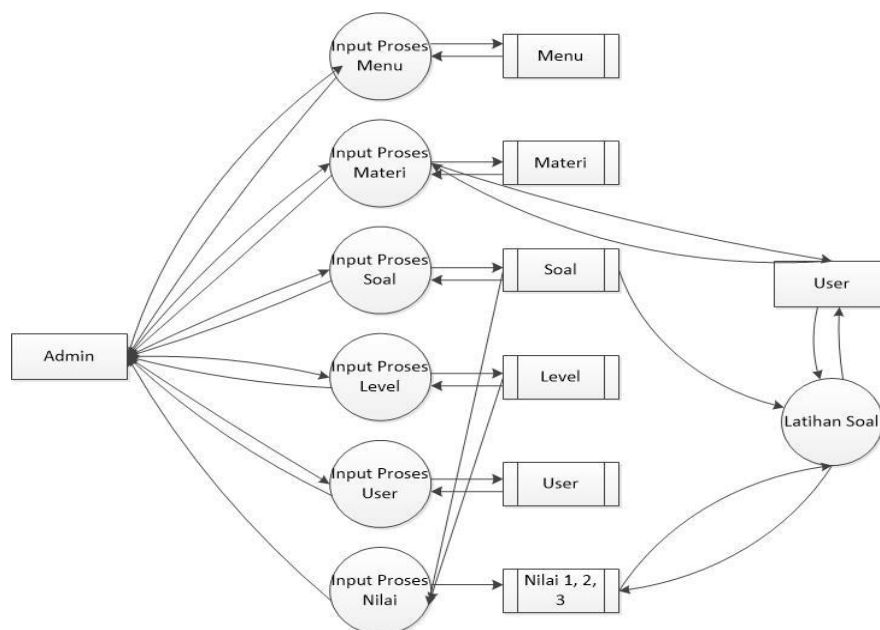 Input Proses
Menu
Menu
Input Proses
Materi
Materi
Input Proses
Soal
Soal
User
Admin
Input Proses
Level
Level
Latihan Soal
Input Proses
User
User
Input Proses
Nilai
Nilai 1, 2,
3